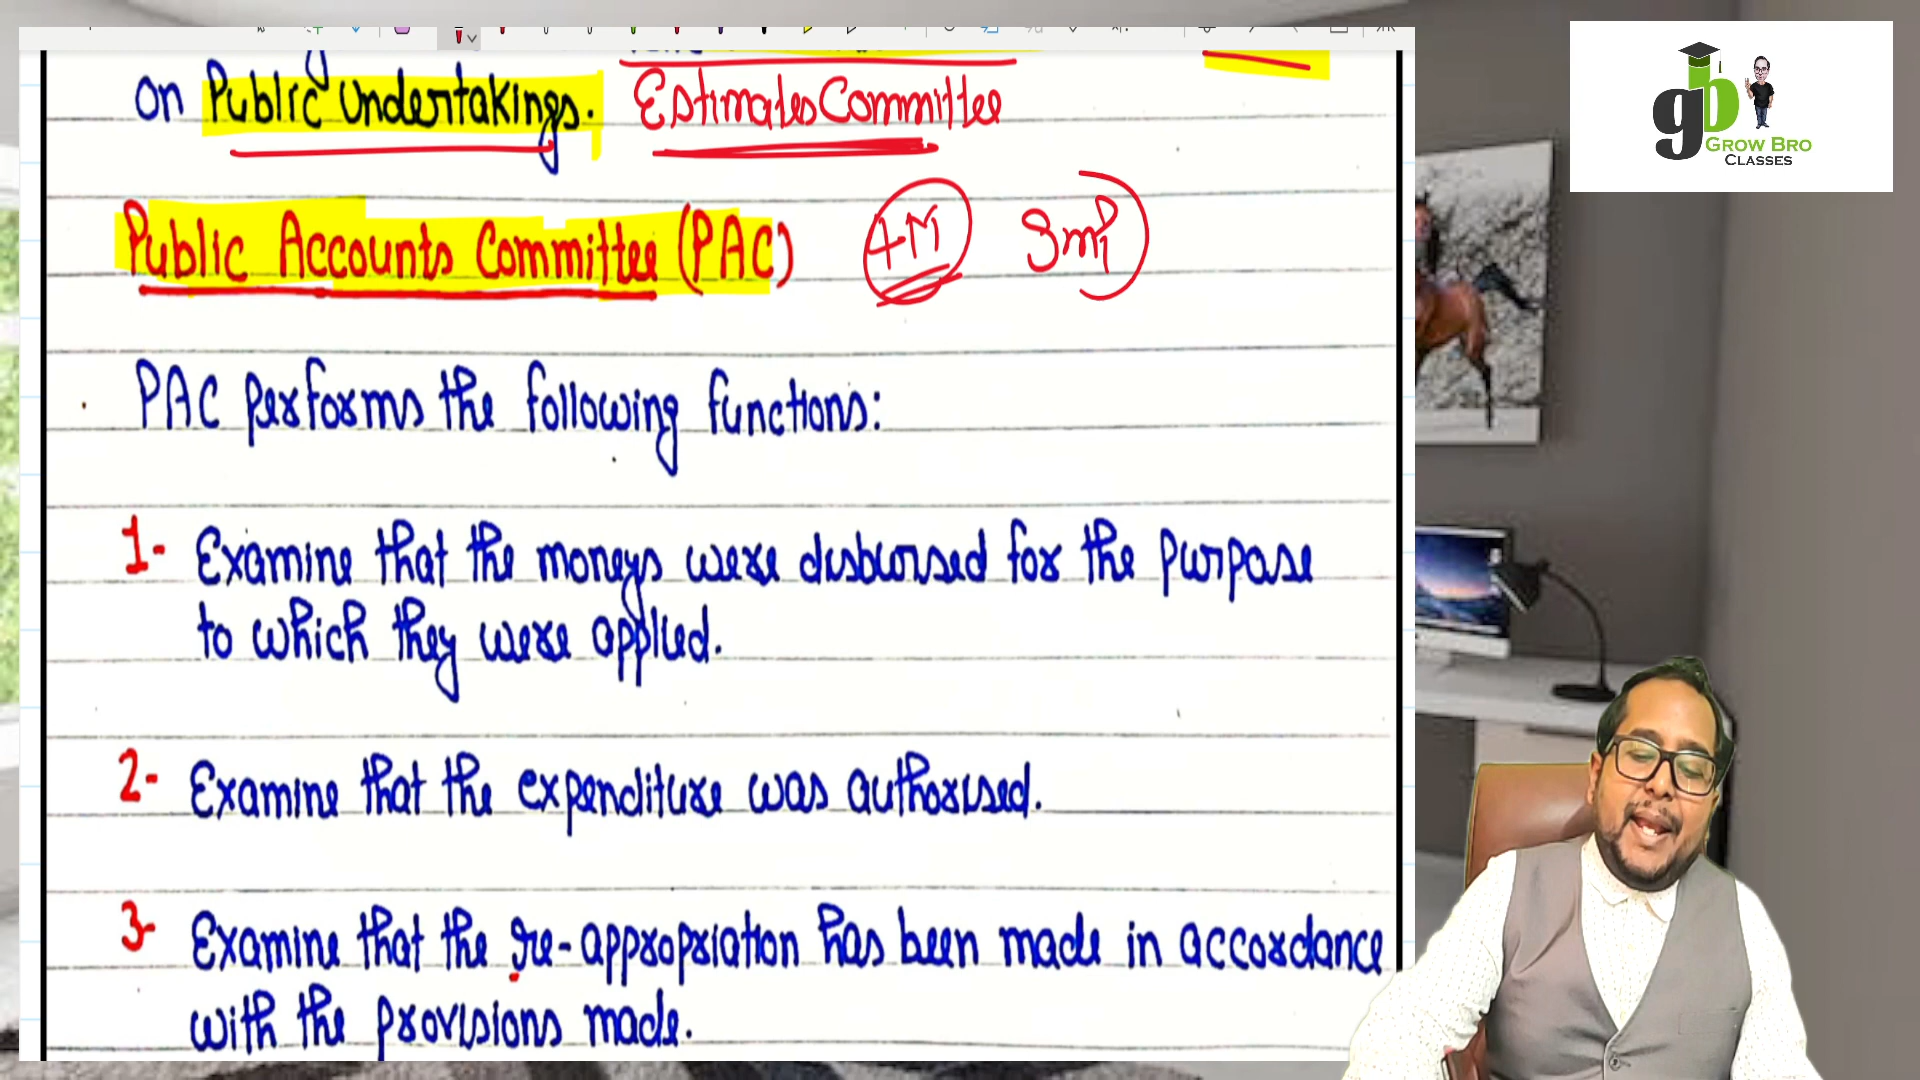 on Public Undertakings. Estimates Committee
Public Accounts Committee (PAC) 4M Imp
PAC performs the following functions:
1- Examine that the moneys were disbursed for the purpose
to which they were applied.
2- Examine that the expenditure was authorised.
3- Examine that the re-appropriation has been made in accordance
with the provisions made.
gb
GROW BRO
CLASSES